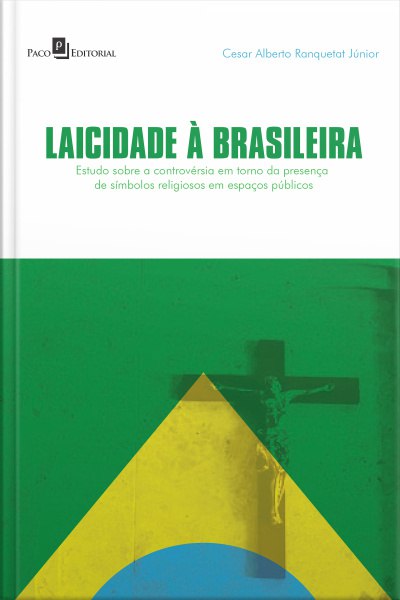 PACO EDITORIAL
Cesar Alberto Ranquetat Júnior
LAICIDADE À BRASILEIRA
Estudo sobre a controvérsia em torno da presença
de símbolos religiosos em espaços públicos